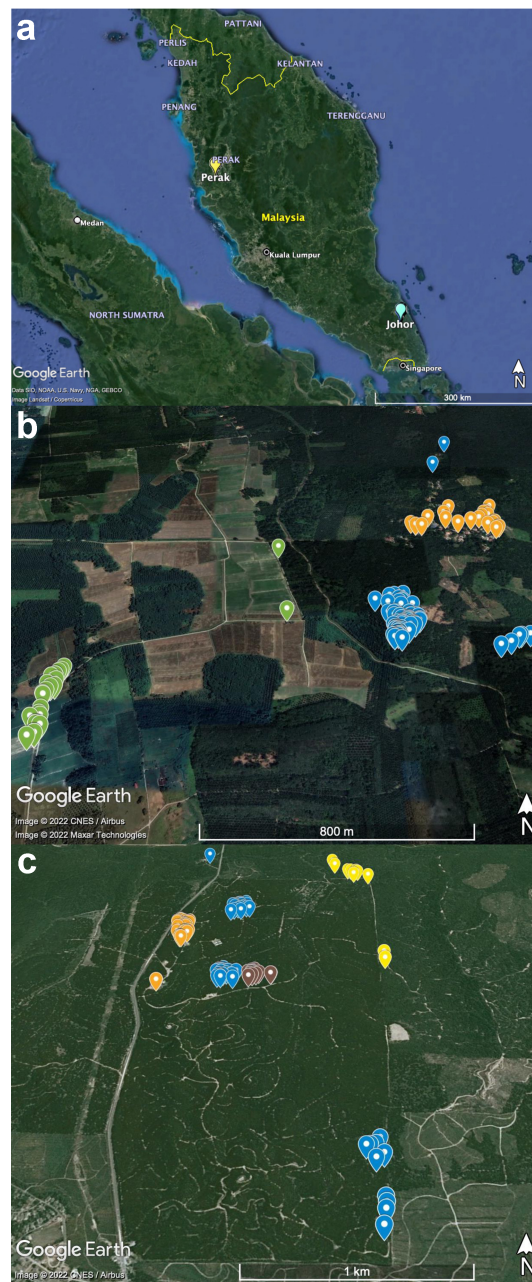 a
PATTANI
PERLIS
KEDAH
KELANTAN
PENANG
TERENGGANU
PERAK
Perak
Malaysia
Medan
Kuala Lumpur
NORTH SUMATRA
Johor
Singapore
Google Earth
Data SIO, NOAA, U.S. Navy, NGA, GEBCO
Image Landsat / Copernicus
300 km
N
b
Google Earth
Image © 2022 CNES / Airbus
Image © 2022 Maxar Technologies
800 m
N
c
Google Earth
Image © 2022 CNES / Airbus
1 km
N